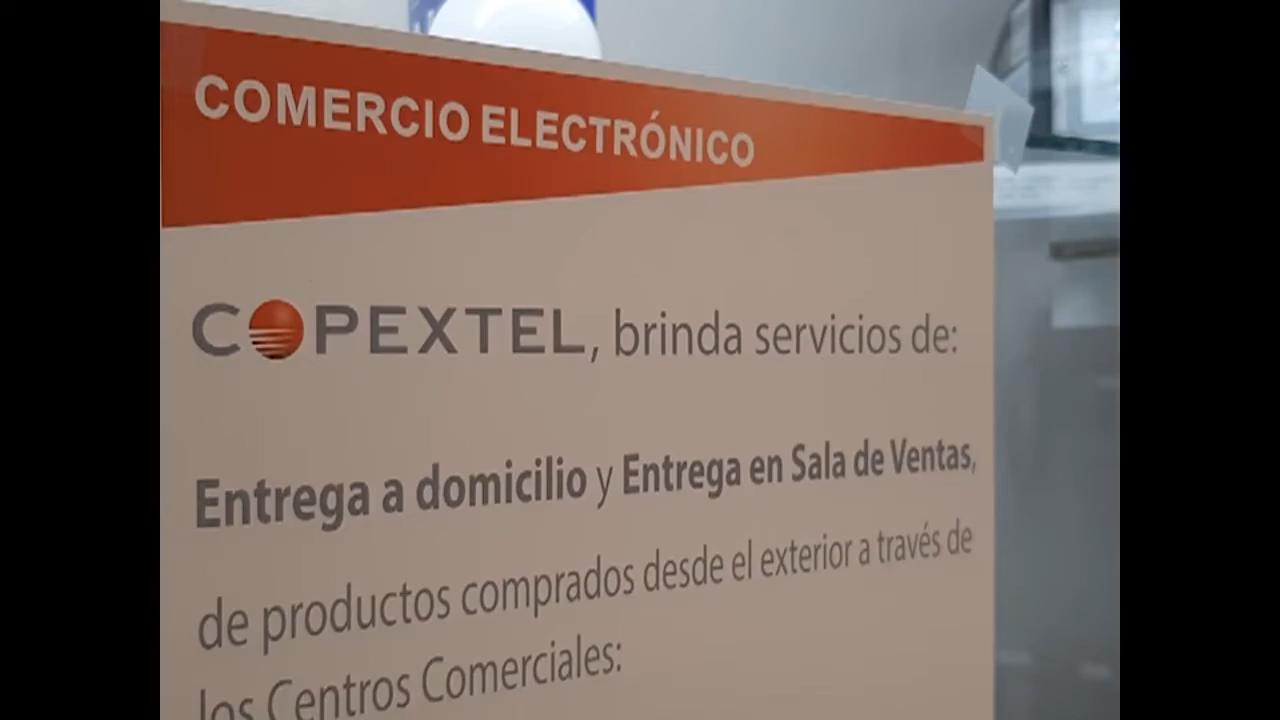 COMERCIO ELECTRÓNICO
COPEXTEL, brinda servicios de:
Entrega a domicilio y Entrega en Sala de Ventas,
de productos comprados desde el exterior a través de
los Centros Comerciales: